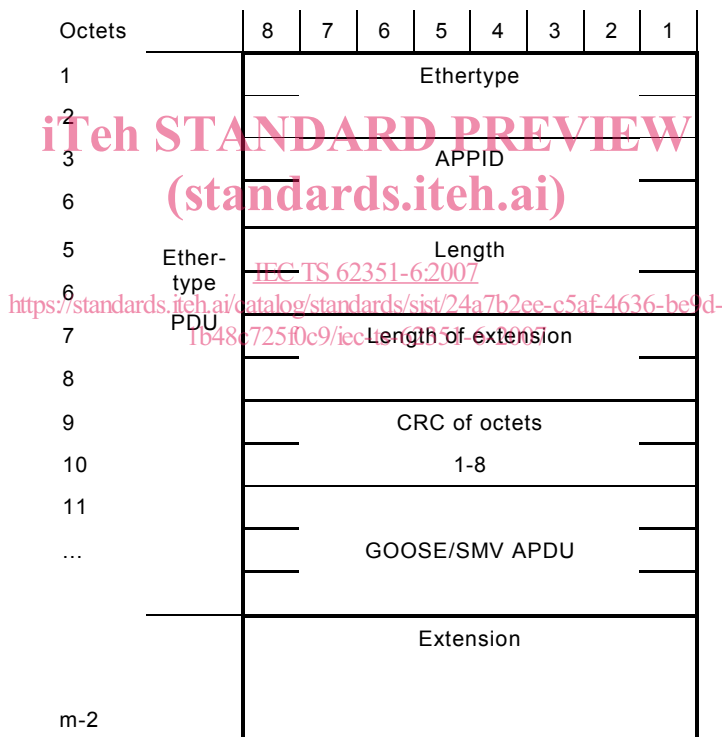 Octets 8 7 6 5 4 3 2 1
1 Ethertype
2
iTeh STANDARD PREVIEW
3 APPID
(standards.iteh.ai)
6
5 Length
Ether-
IEC TS 62351-6:2007
type
6
https://standards.iteh.ai/catalog/standards/sist/24a7b2ee-c5af-4636-be9d-
PDU
7 Length of extension
1b48c725f0c9/iec-ts-62351-6-2007
8
9 CRC of octets
10 1-8
11
... GOOSE/SMV APDU
Extension
m-2